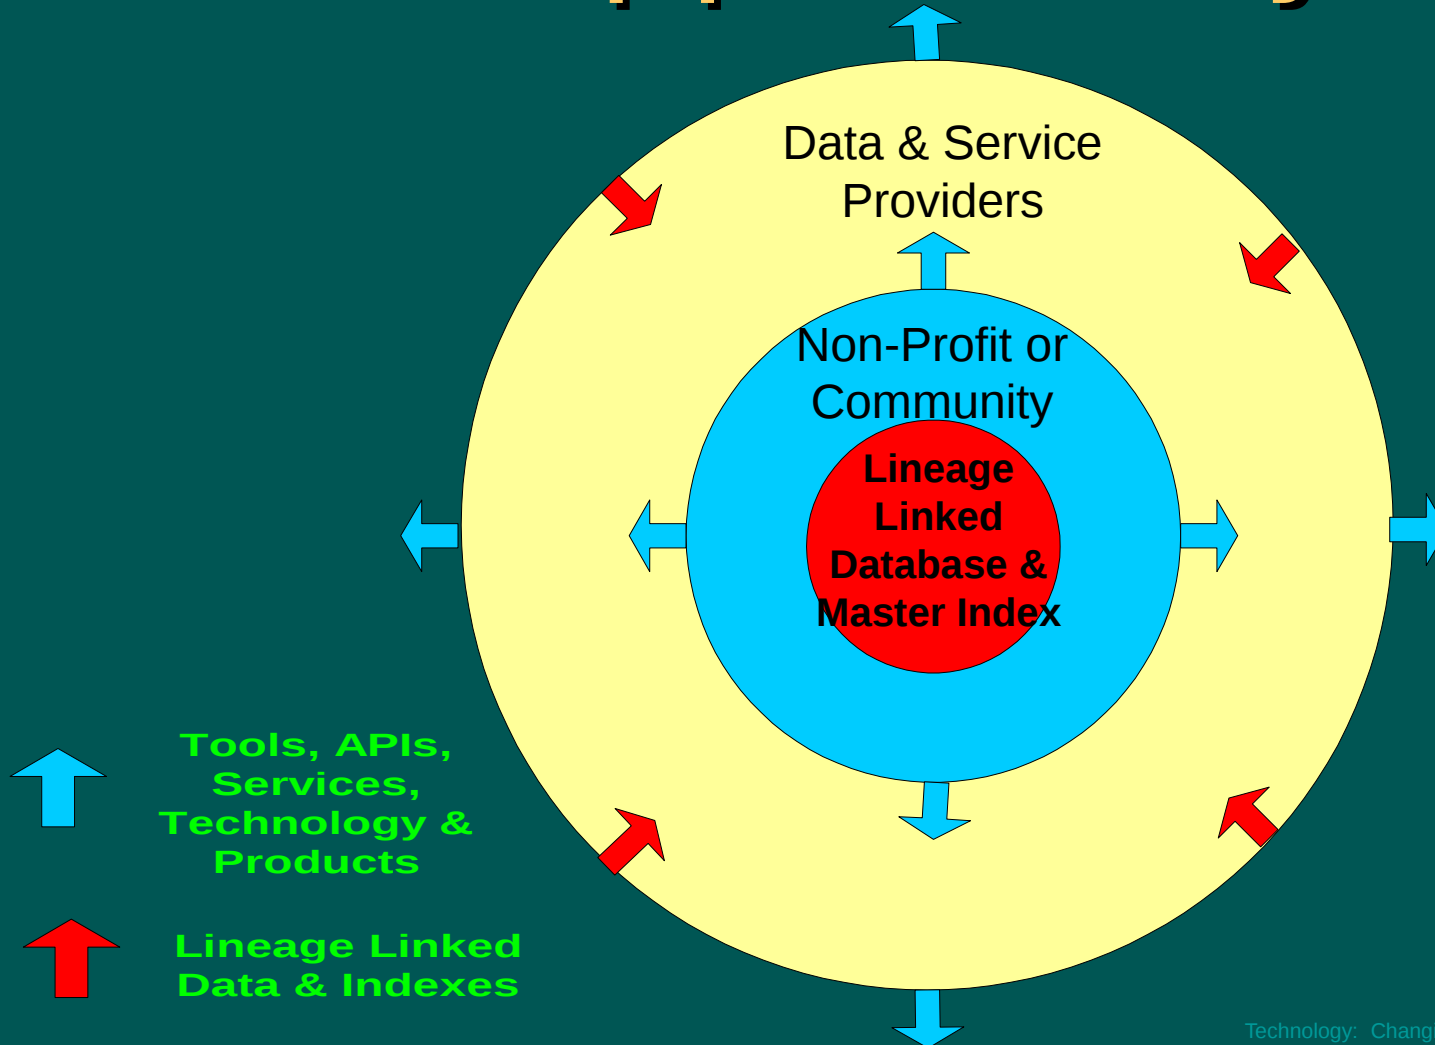 Data & Service
Providers
Non-Profit or
Community
Lineage
Linked
Database &
Master Index
Tools, APIs,
Services,
Technology &
Products
Lineage Linked
Data & Indexes
Technology: